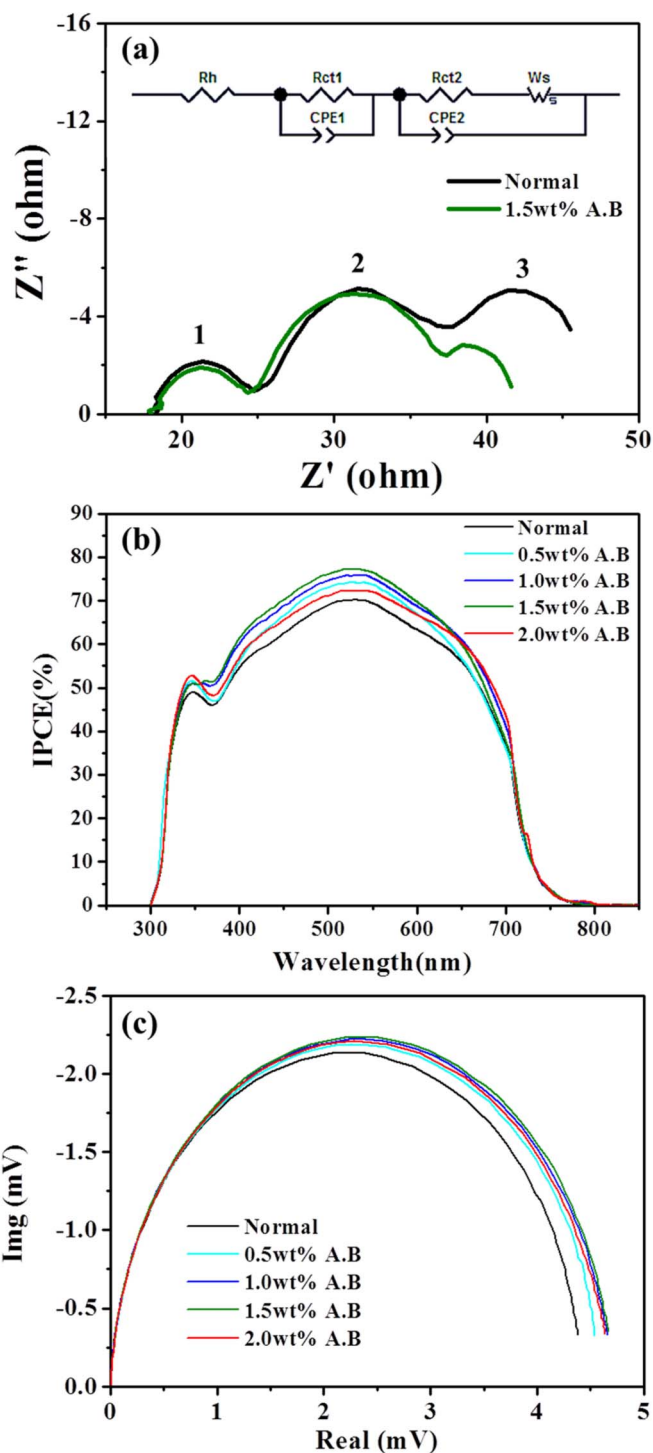 (a)
Rh Rct1 Rct2 Ws
CPE1 CPE2
Normal
1.5wt% A.B
1 2 3
-16
-12
-8
-4
0
Z'' (ohm)
20 30 40 50
Z' (ohm)
(b)
Normal
0.5wt% A.B
1.0wt% A.B
1.5wt% A.B
2.0wt% A.B
90
80
70
60
50
40
30
20
10
0
IPCE(%)
300 400 500 600 700 800
Wavelength(nm)
(c)
Normal
0.5wt% A.B
1.0wt% A.B
1.5wt% A.B
2.0wt% A.B
-2.5
-2.0
-1.5
-1.0
-0.5
0.0
Img (mV)
0 1 2 3 4 5
Real (mV)